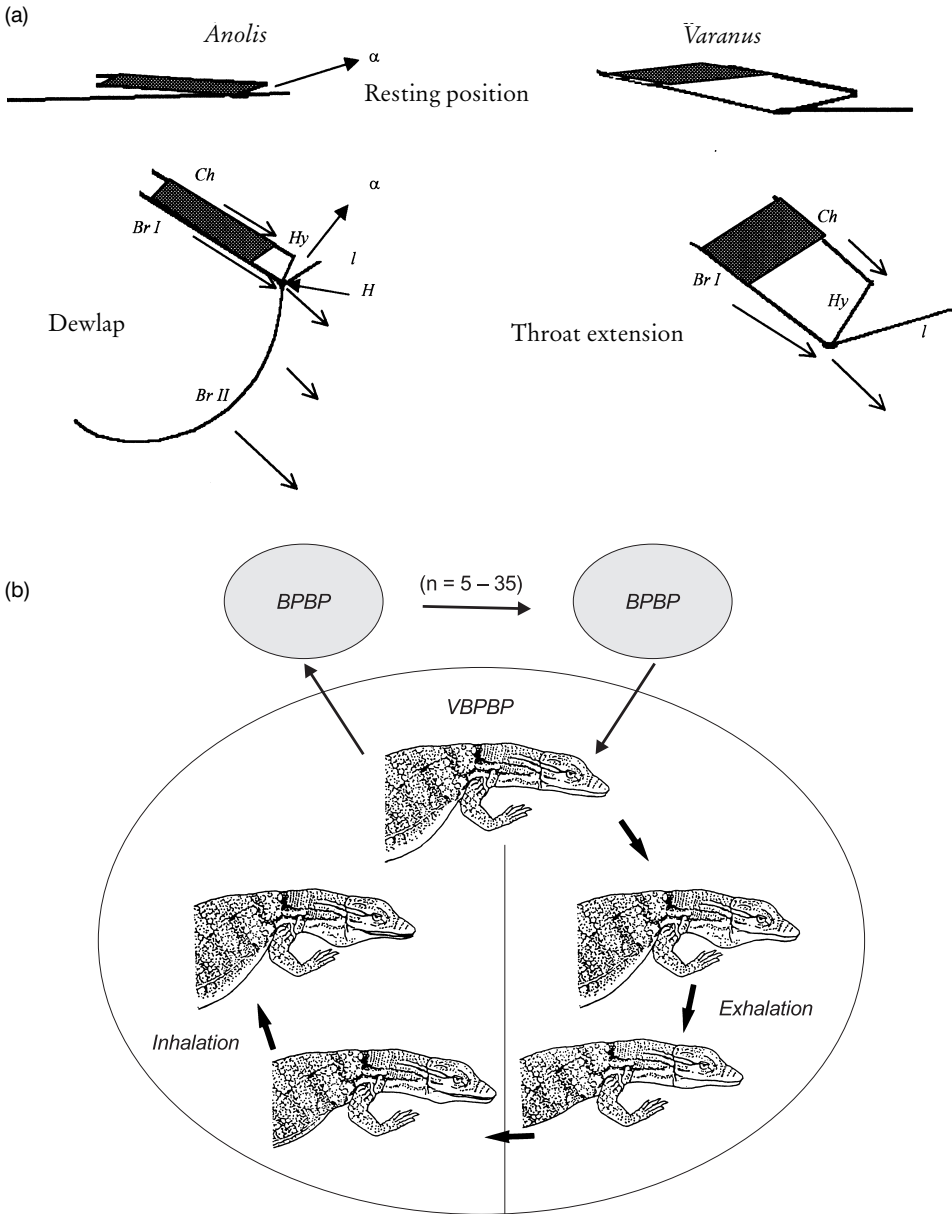 (a)
Anolis
Varanus
α
Resting position
Ch
α
Br I
Hy
l
H
Dewlap
Br II
Ch
Br I
Hy
l
Throat extension
(b)
BPBP
(n = 5 – 35)
BPBP
VBPBP
Exhalation
Inhalation